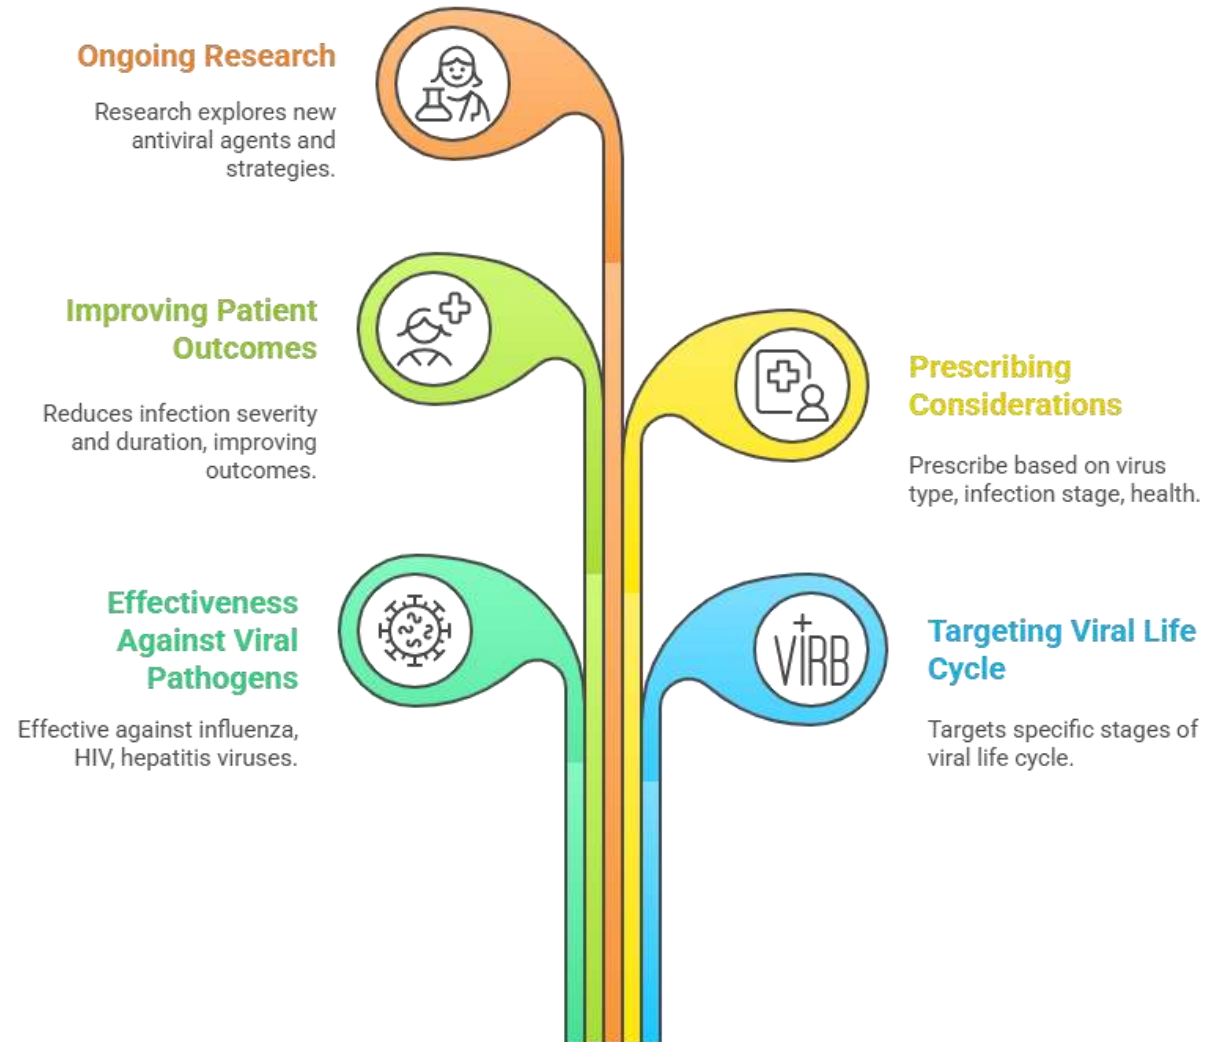 Ongoing Research
Research explores new
antiviral agents and
strategies.
Improving Patient
Outcomes
Reduces infection severity
and duration, improving
outcomes.
Prescribing
Considerations
Prescribe based on virus
type, infection stage, health.
Effectiveness
Against Viral
Pathogens
Effective against influenza,
HIV, hepatitis viruses.
VIRB
Targeting Viral Life
Cycle
Targets specific stages of
viral life cycle.